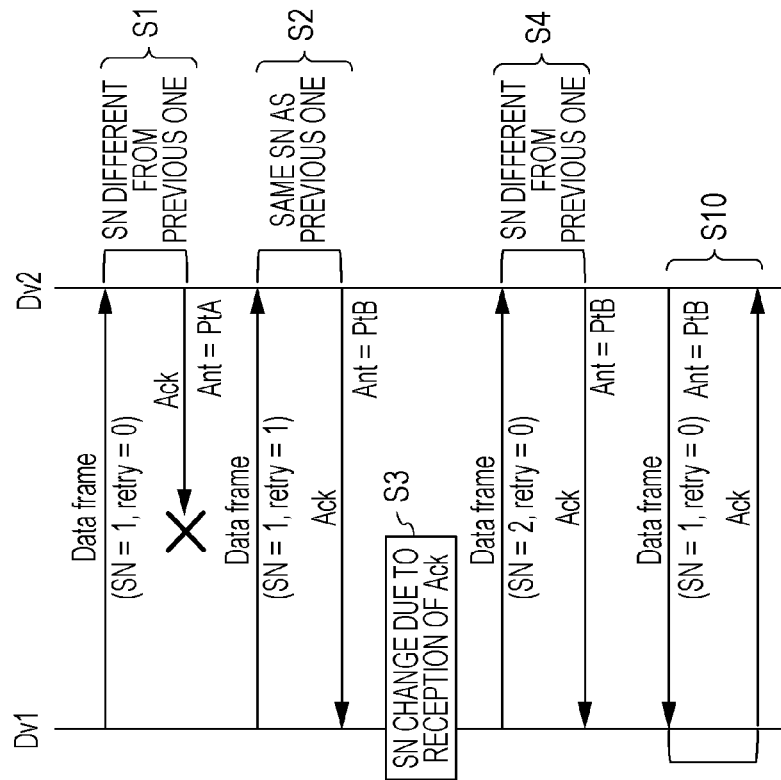 Dv1
Dv2
Data frame
(SN = 1, retry = 0)
Ack
Ant = PtA
SN DIFFERENT
FROM
PREVIOUS ONE
S1
Data frame
(SN = 1, retry = 1)
Ack
Ant = PtB
SAME SN AS
PREVIOUS ONE
S2
SN CHANGE DUE TO
RECEPTION OF Ack
S3
Data frame
(SN = 2, retry = 0)
Ack
Ant = PtB
SN DIFFERENT
FROM
PREVIOUS ONE
S4
Data frame
(SN = 1, retry = 0)
Ant = PtB
Ack
S10